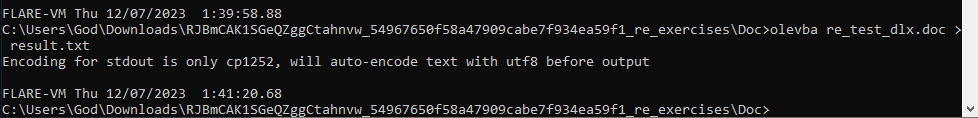 FLARE-VM Thu 12/07/2023  1:39:58.88
C:\Users\God\Downloads\RJBmCAK1SGeQZggCtahnvw_54967650f58a47909cabe7f934ea59f1_re_exercises\Doc>olevba re_test_dlx.doc >
 result.txt
Encoding for stdout is only cp1252, will auto-encode text with utf8 before output
FLARE-VM Thu 12/07/2023  1:41:20.68
C:\Users\God\Downloads\RJBmCAK1SGeQZggCtahnvw_54967650f58a47909cabe7f934ea59f1_re_exercises\Doc>